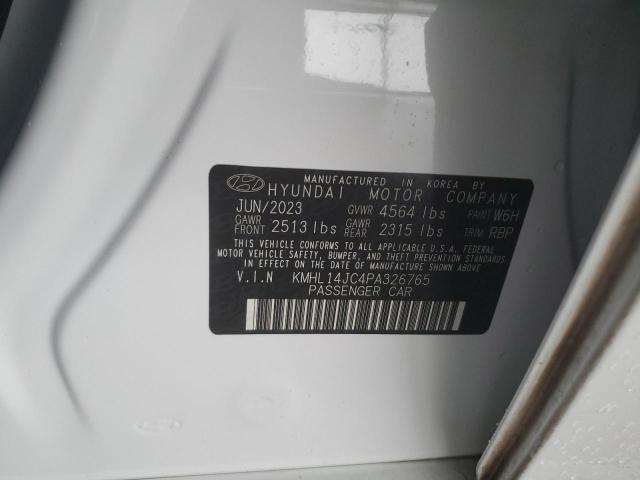 MANUFACTURED IN KOREA BY
HYUNDAI MOTOR COMPANY
JUN/2023 GVWR 4564 lbs PAINT W6H
GAWR FRONT 2513 lbs GAWR REAR 2315 lbs TRIM RBP
THIS VEHICLE CONFORMS TO ALL APPLICABLE U.S.A. FEDERAL
MOTOR VEHICLE SAFETY, BUMPER, AND THEFT PREVENTION
STANDARDS IN EFFECT ON THE DATE OF MANUFACTURE SHOWN ABOVE.
V.I.N KMHL14JC4PA326765
PASSENGER CAR